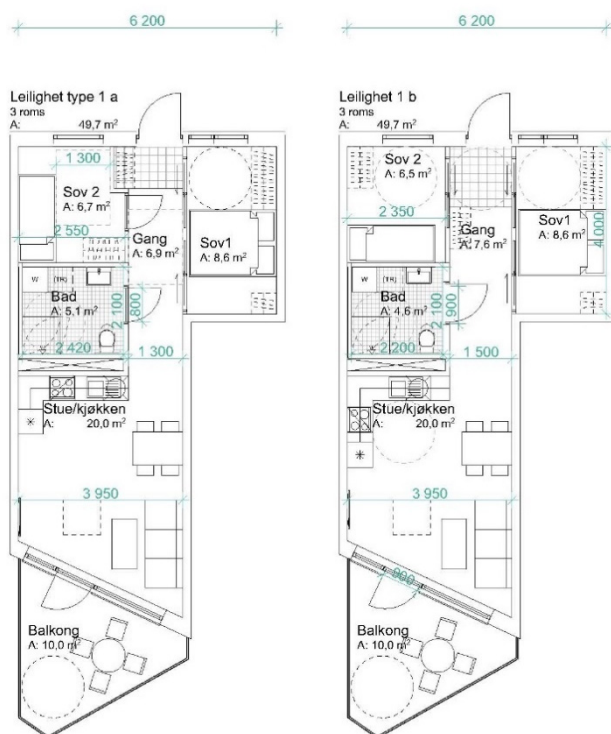 6 200
Leilighet type 1 a
3 roms
A: 49,7 m²
1 300
Sov 2
A: 6,7 m²
2 550
Gang
A: 6,9 m²
Sov1
A: 8,6 m²
W (TR)
Bad
A: 5,1 m²
2 100
800
2 420
1 300
Stue/kjøkken
A: 20,0 m²
3 950
Balkong
A: 10,0 m²
6 200
Leilighet 1 b
3 roms
A: 49,7 m²
Sov 2
A: 6,5 m²
2 350
Gang
A: 7,6 m²
Sov1
A: 8,6 m²
4 000
W (TR)
Bad
A: 4,6 m²
2 100
900
2 200
1 500
Stue/kjøkken
A: 20,0 m²
3 950
900
Balkong
A: 10,0 m²